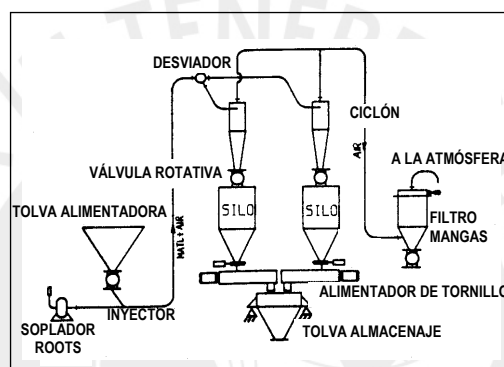 DESVIADOR
CICLÓN
AIR
A LA ATMÓSFERA
VÁLVULA ROTATIVA
TOLVA ALIMENTADORA
SILO
SILO
FILTRO
MANGAS
MATL+AIR
ALIMENTADOR DE TORNILLO
INYECTOR
SOPLADOR
ROOTS
TOLVA ALMACENAJE